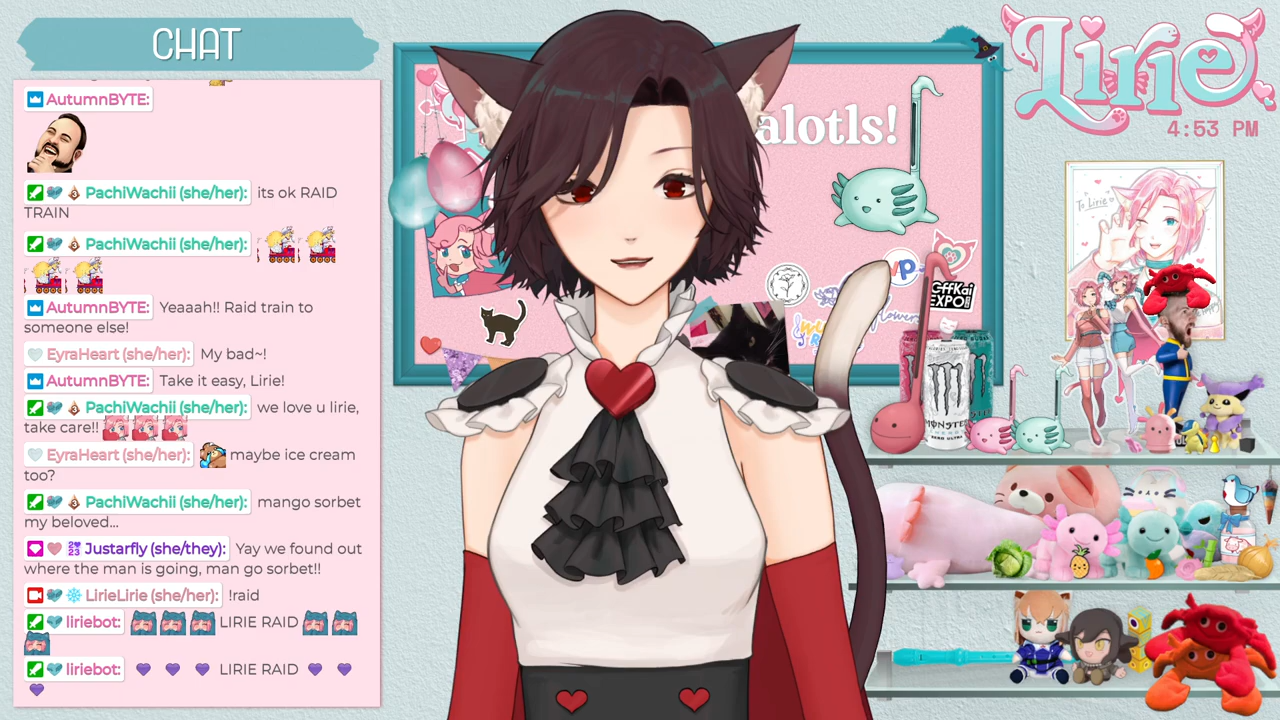 CHAT
AutumnBYTE:
PachiWachii (she/her): its ok RAID
TRAIN
PachiWachii (she/her):
AutumnBYTE: Yeaaah!! Raid train to
someone else!
EyraHeart (she/her): My bad~!
AutumnBYTE: Take it easy, Lirie!
PachiWachii (she/her): we love u lirie,
take care!!
EyraHeart (she/her): maybe ice cream
too?
PachiWachii (she/her): mango sorbet
my beloved...
Justarfly (she/they): Yay we found out
where the man is going, man go sorbet!!
LirieLirie (she/her): !raid
liriebot: LIRIE RAID
liriebot: LIRIE RAID
alotls!
OffKai
EXPO
Lirie
4:53 PM
To Lirie
MONSTER